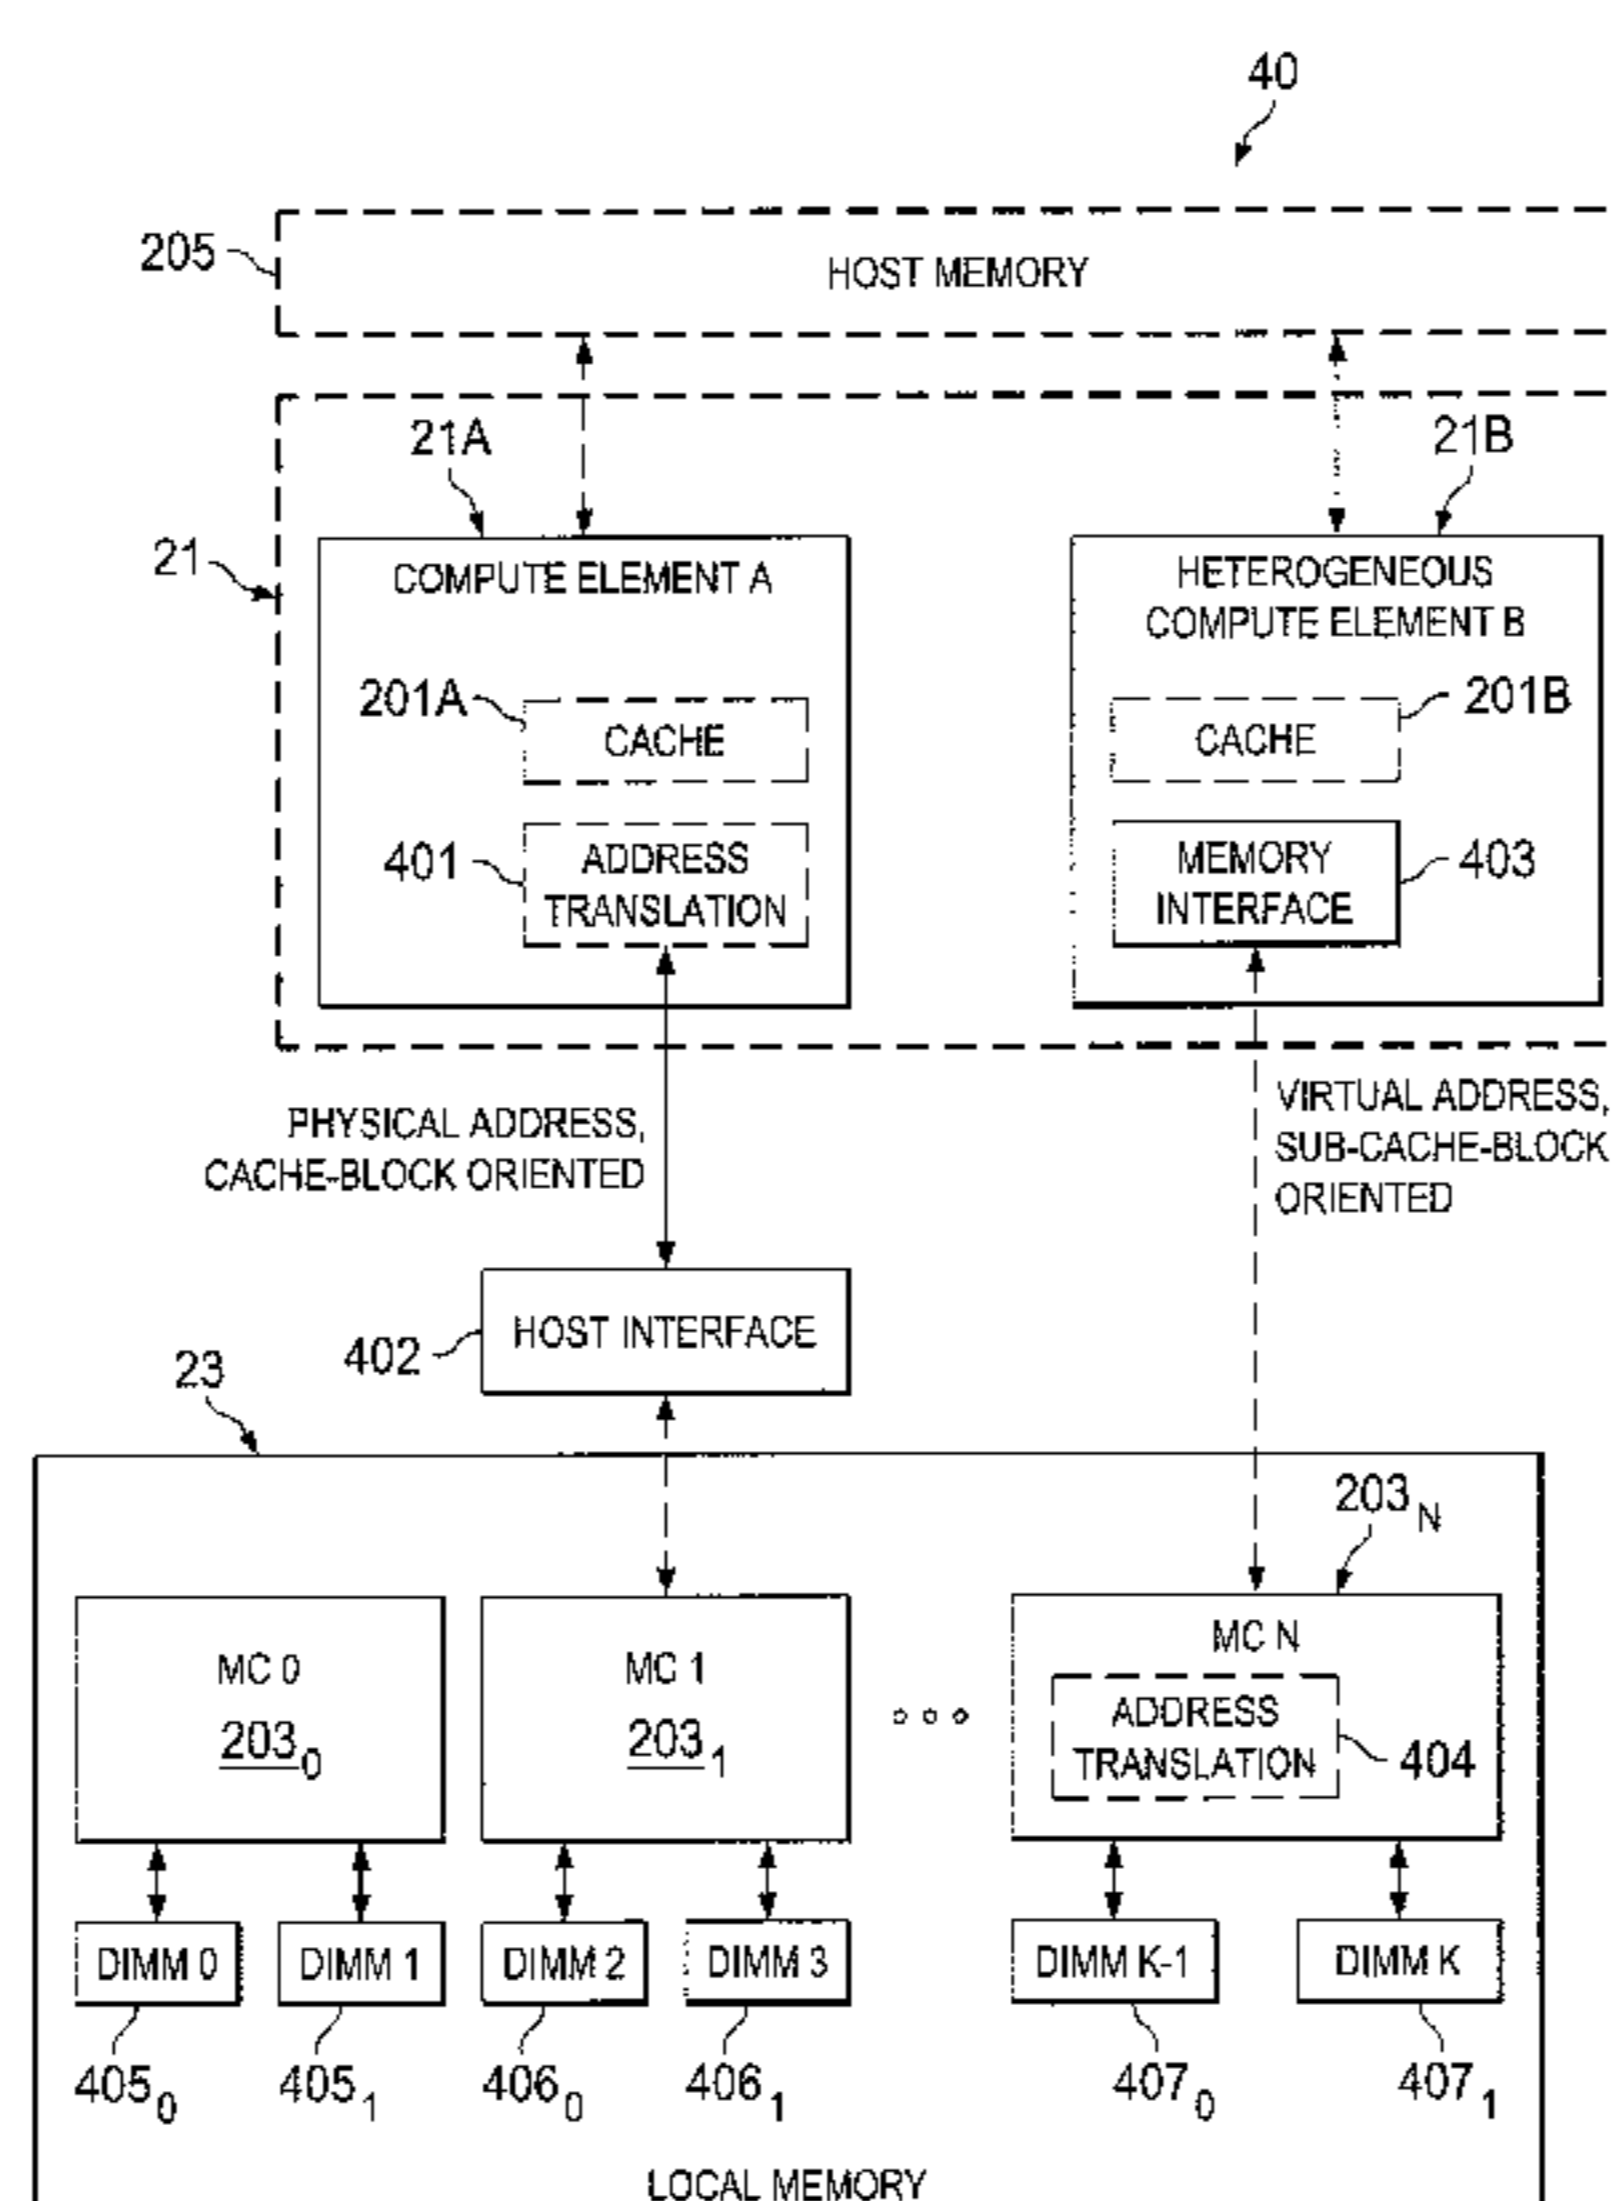 40
205
HOST MEMORY
21A
21B
21
COMPUTE ELEMENT A
HETEROGENEOUS
COMPUTE ELEMENT B
201A
CACHE
CACHE
201B
401
ADDRESS
TRANSLATION
MEMORY
INTERFACE
403
PHYSICAL ADDRESS,
CACHE-BLOCK ORIENTED
VIRTUAL ADDRESS,
SUB-CACHE-BLOCK
ORIENTED
402
HOST INTERFACE
23
203N
MC 0
2030
MC 1
2031
MC N
ADDRESS
TRANSLATION
404
DIMM 0
DIMM 1
DIMM 2
DIMM 3
DIMM K-1
DIMM K
4050
4051
4060
4061
4070
4071
LOCAL MEMORY